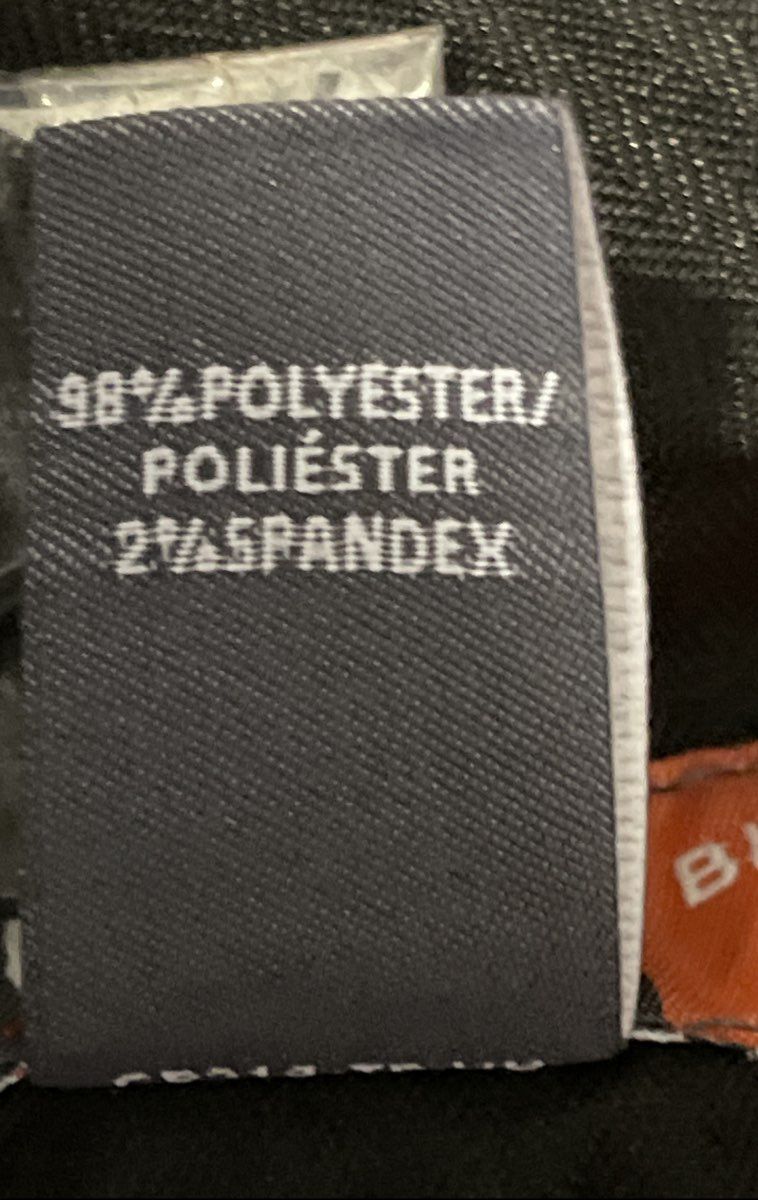 98%POLYESTER/
POLIÉSTER
2%SPANDEX